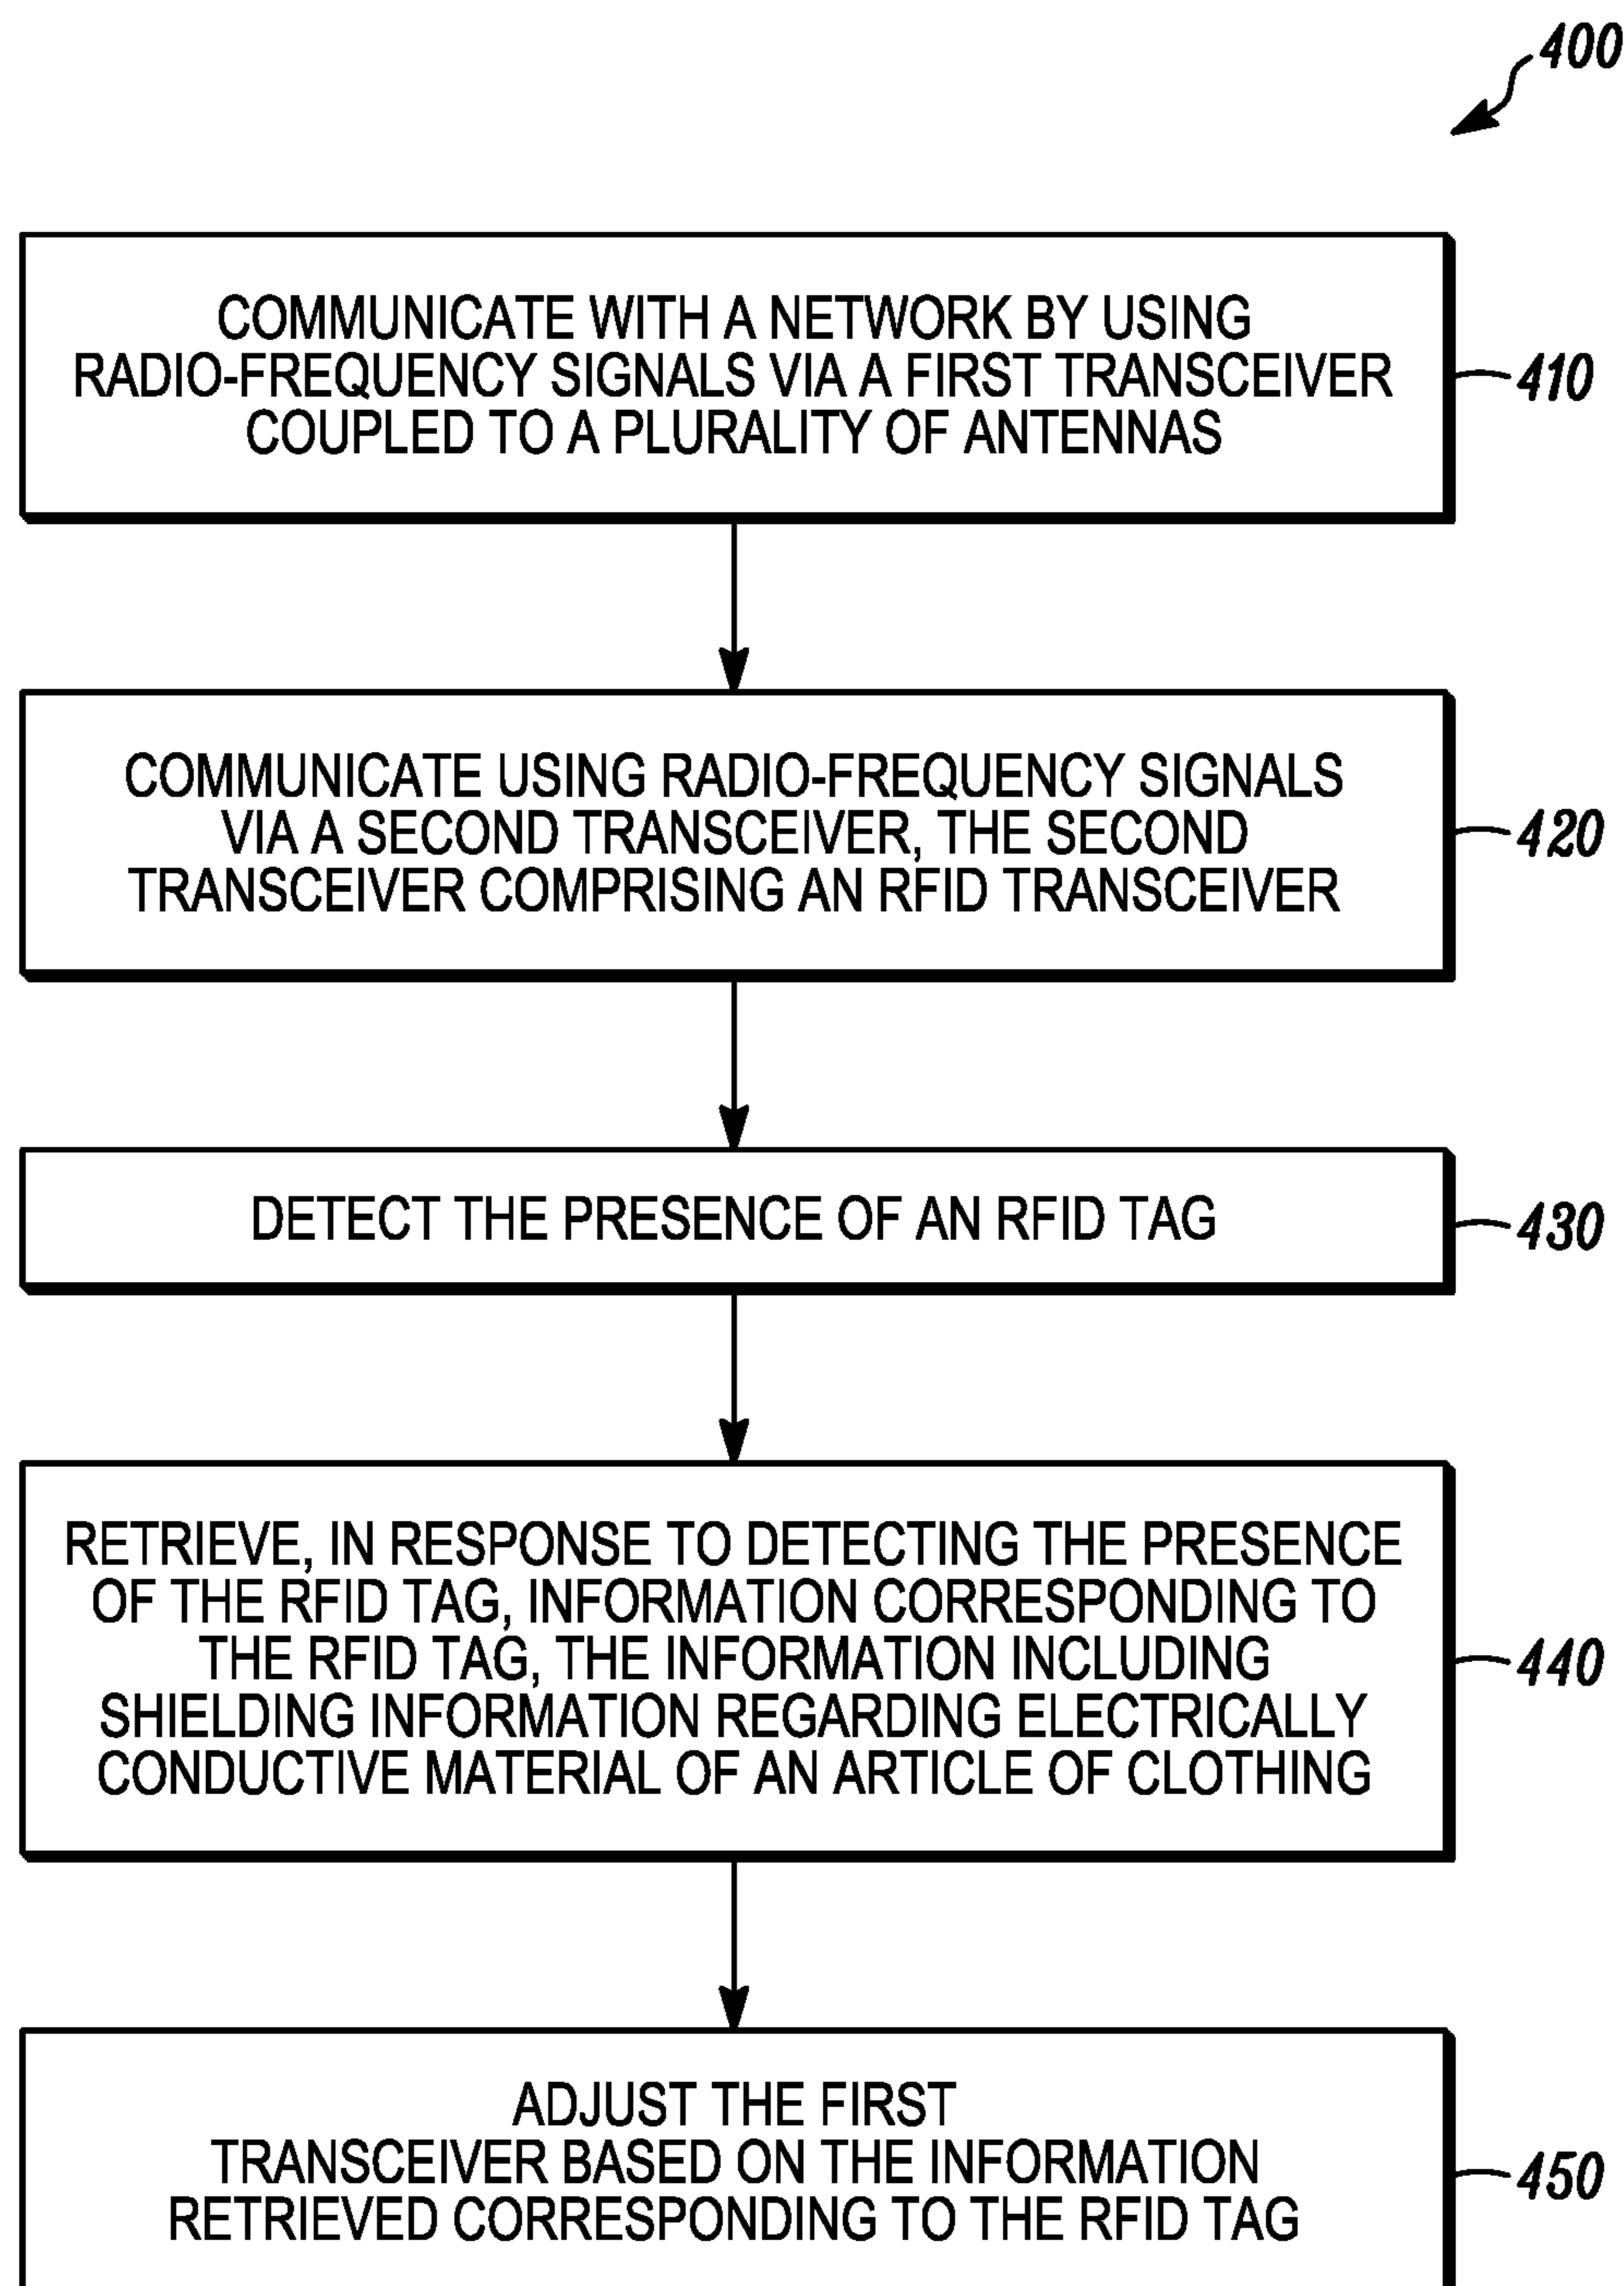 400
COMMUNICATE WITH A NETWORK BY USING
RADIO-FREQUENCY SIGNALS VIA A FIRST TRANSCEIVER
COUPLED TO A PLURALITY OF ANTENNAS
410
COMMUNICATE USING RADIO-FREQUENCY SIGNALS
VIA A SECOND TRANSCEIVER, THE SECOND
TRANSCEIVER COMPRISING AN RFID TRANSCEIVER
420
DETECT THE PRESENCE OF AN RFID TAG
430
RETRIEVE, IN RESPONSE TO DETECTING THE PRESENCE
OF THE RFID TAG, INFORMATION CORRESPONDING TO
THE RFID TAG, THE INFORMATION INCLUDING
SHIELDING INFORMATION REGARDING ELECTRICALLY
CONDUCTIVE MATERIAL OF AN ARTICLE OF CLOTHING
440
ADJUST THE FIRST
TRANSCEIVER BASED ON THE INFORMATION
RETRIEVED CORRESPONDING TO THE RFID TAG
450